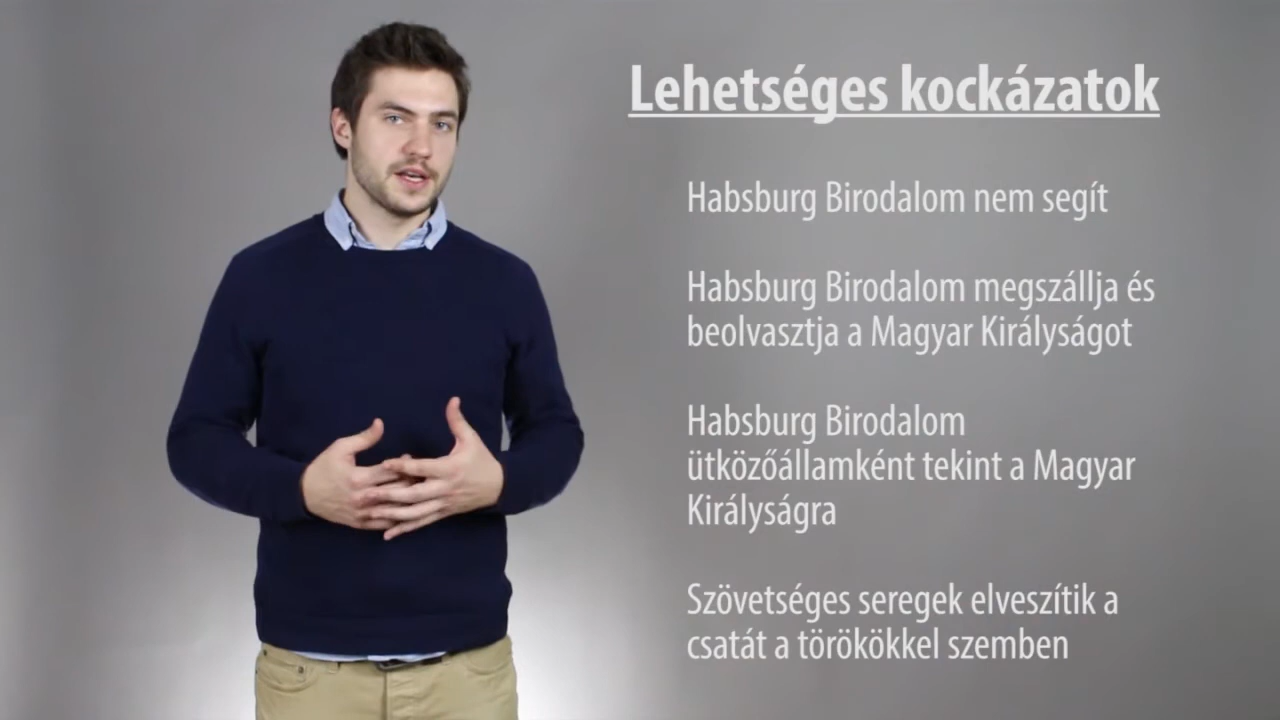 Lehetséges kockázatok
Habsburg Birodalom nem segít
Habsburg Birodalom megszállja és
beolvasztja a Magyar Királyságot
Habsburg Birodalom
ütközőállamként tekint a Magyar
Királyságra
Szövetséges seregek elveszítik a
csatát a törökökkel szemben